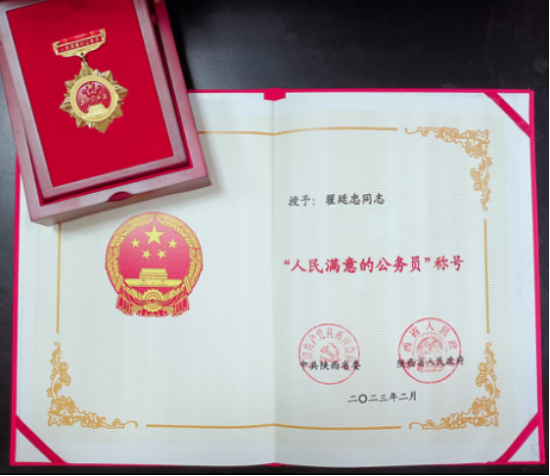 授予：翟廷忠同志
“人民满意的公务员”称号
中共陕西省委
陕西省人民政府
二〇二三年二月